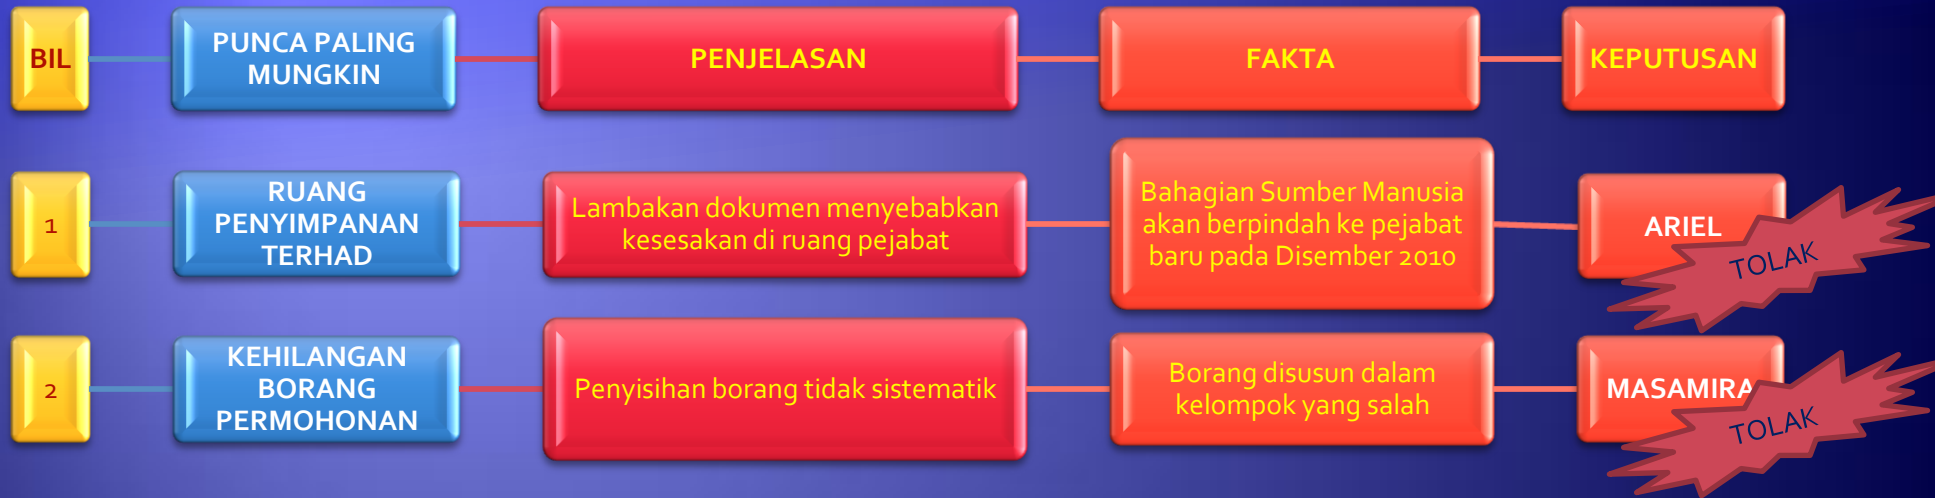 BIL
PUNCA PALING
MUNGKIN
PENJELASAN
FAKTA
KEPUTUSAN
1
RUANG
PENYIMPANAN
TERHAD
Lambakan dokumen menyebabkan
kesesakan di ruang pejabat
Bahagian Sumber Manusia
akan berpindah ke pejabat
baru pada Disember 2010
ARIEL
TOLAK
2
KEHILANGAN
BORANG
PERMOHONAN
Penyisihan borang tidak sistematik
Borang disusun dalam
kelompok yang salah
MASAMIRA
TOLAK